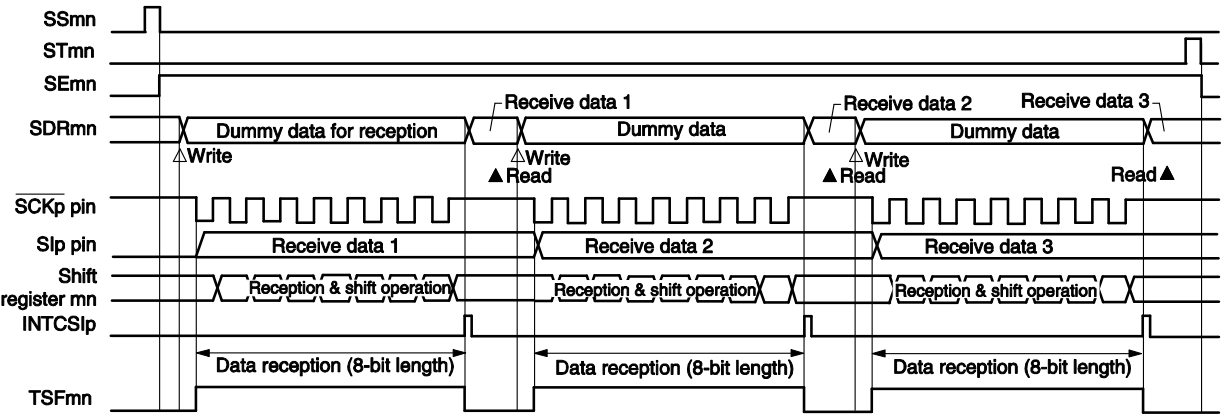 SSmn
STmn
SEmn
Receive data 1
Receive data 2
Receive data 3
SDRmn
Dummy data for reception
Dummy data
Dummy data
Write
Write
Write
Read
Read
Read
SCKp pin
SIp pin
Receive data 1
Receive data 2
Receive data 3
Shift
register mn
Reception & shift operation
Reception & shift operation
Reception & shift operation
INTCSIp
Data reception (8-bit length)
Data reception (8-bit length)
Data reception (8-bit length)
TSFmn